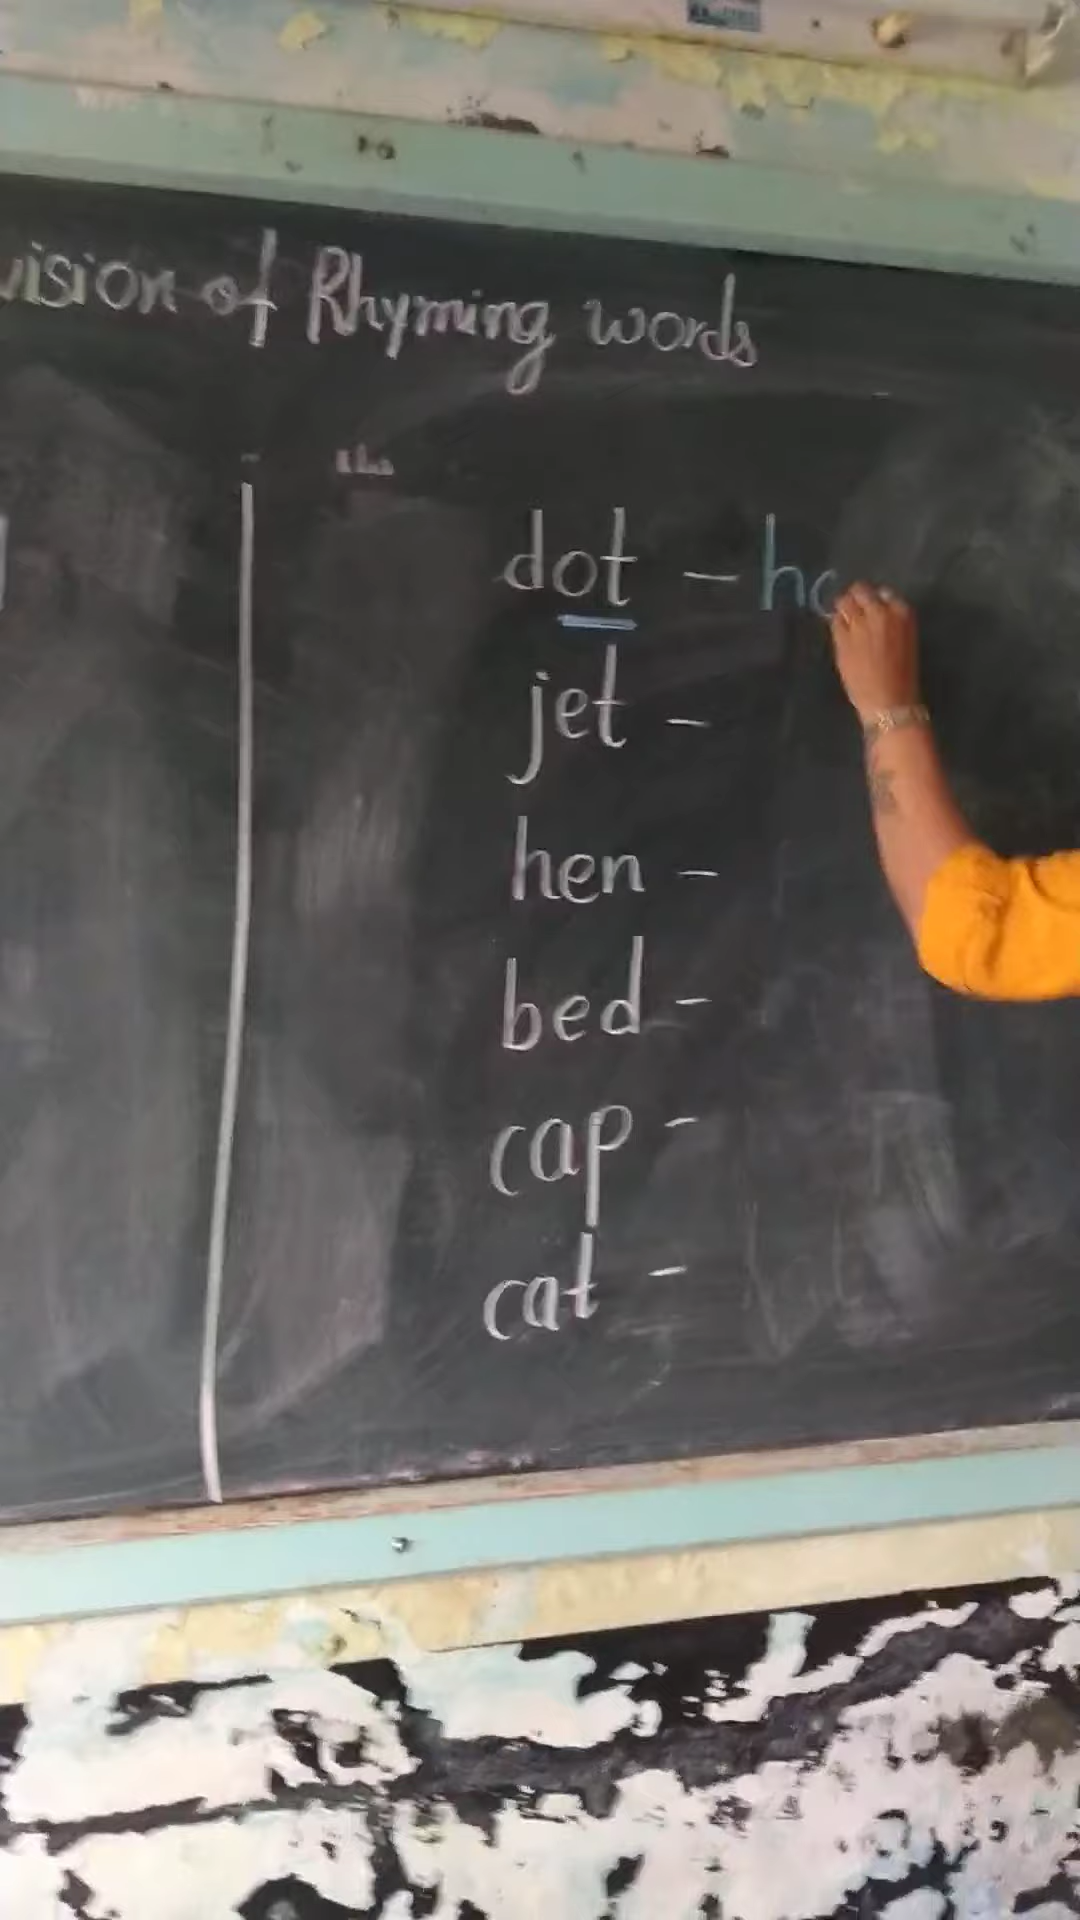 vision of Rhyming words
dot - ho
jet -
hen -
bed -
cap -
cat -